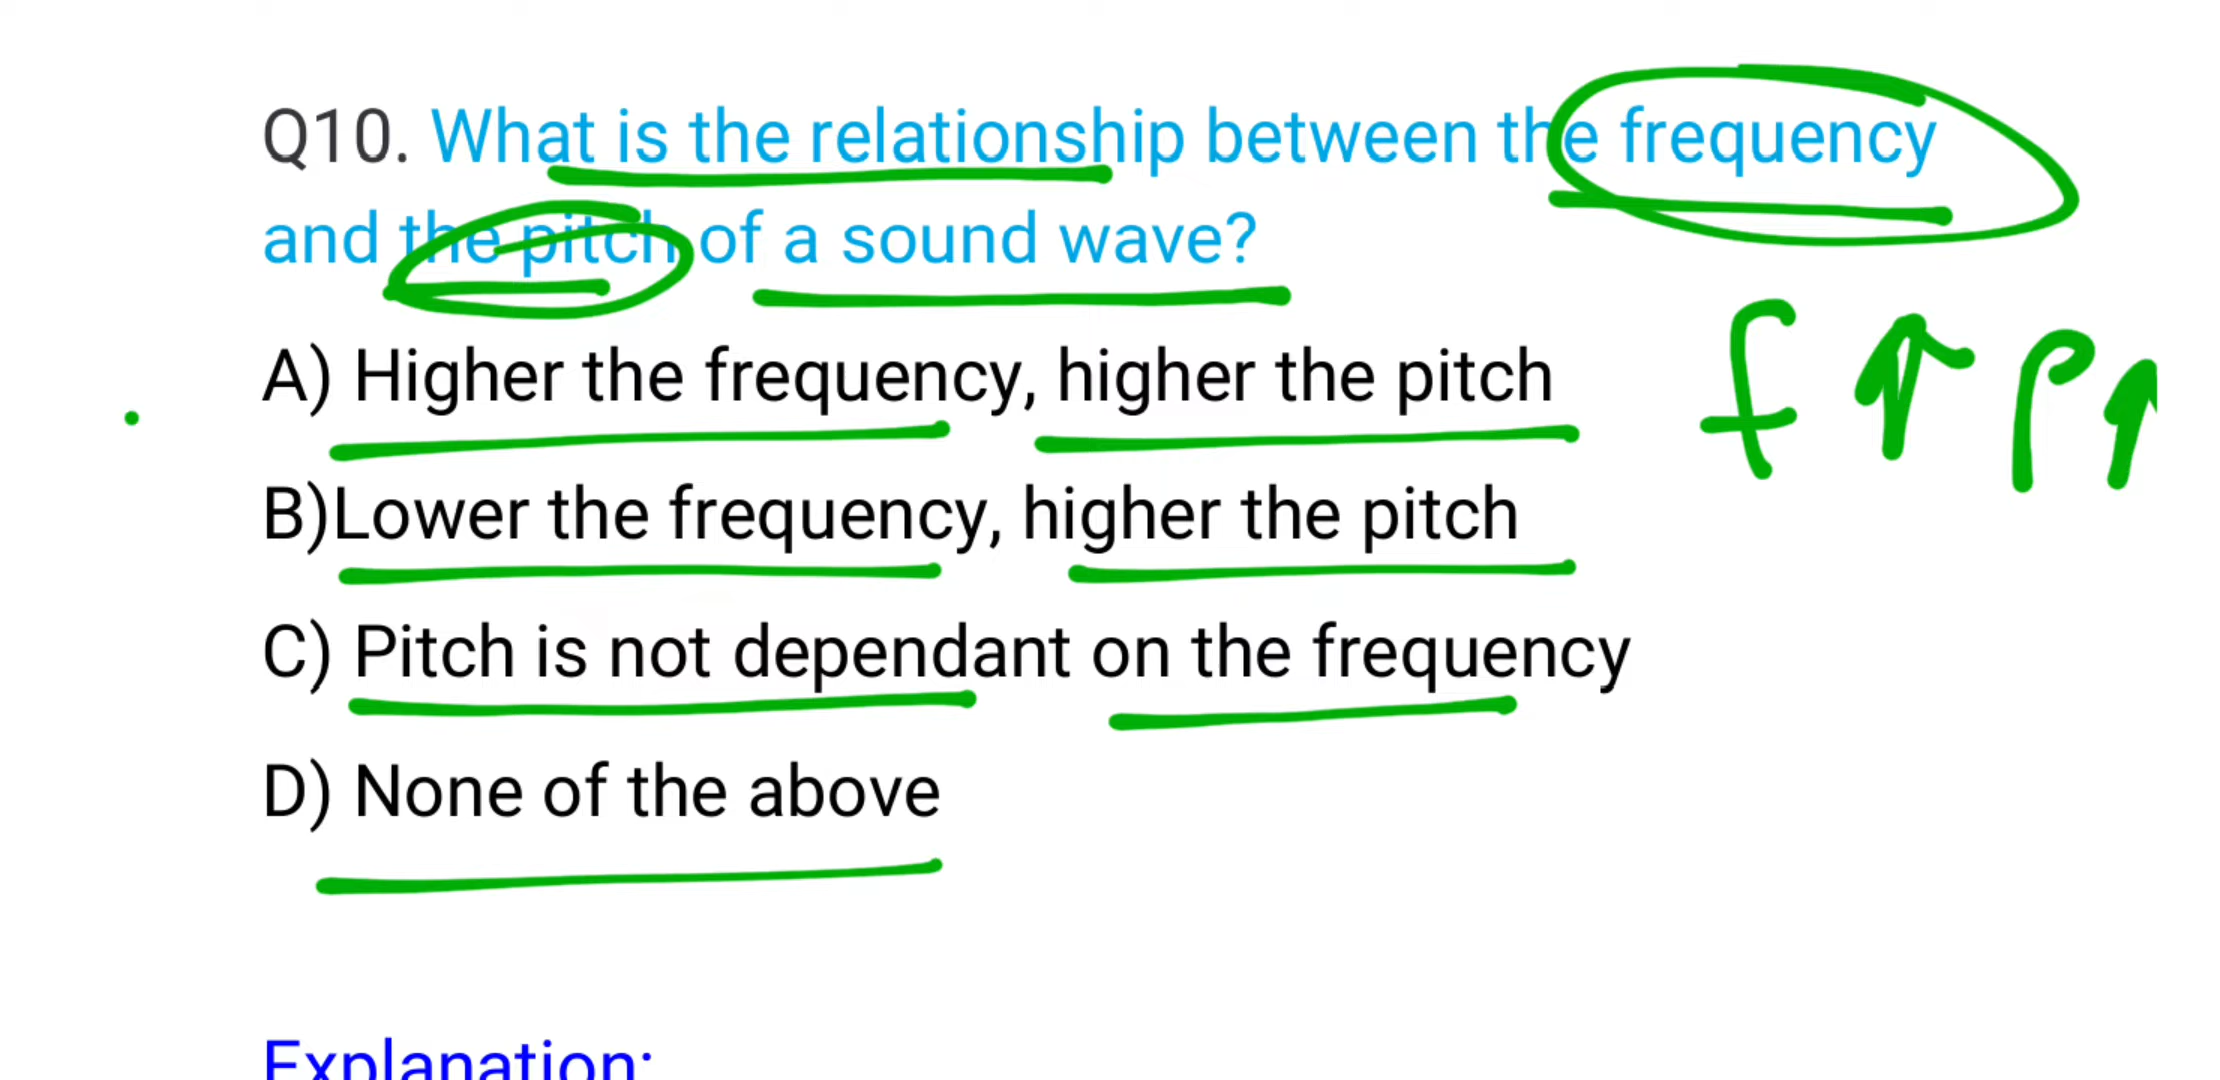 Q10. What is the relationship between the frequency
and the pitch of a sound wave?
A) Higher the frequency, higher the pitch
f↑ P↑
B)Lower the frequency, higher the pitch
C) Pitch is not dependant on the frequency
D) None of the above
Explanation: